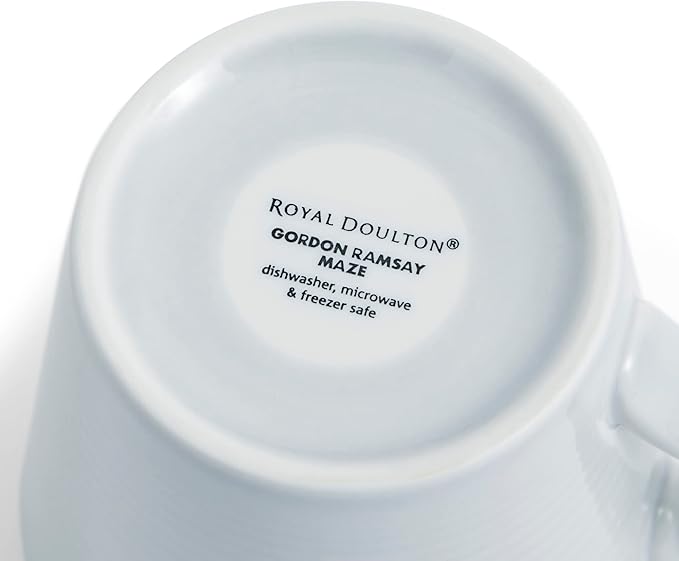 ROYAL DOULTON®
GORDON RAMSAY
MAZE
dishwasher, microwave
& freezer safe